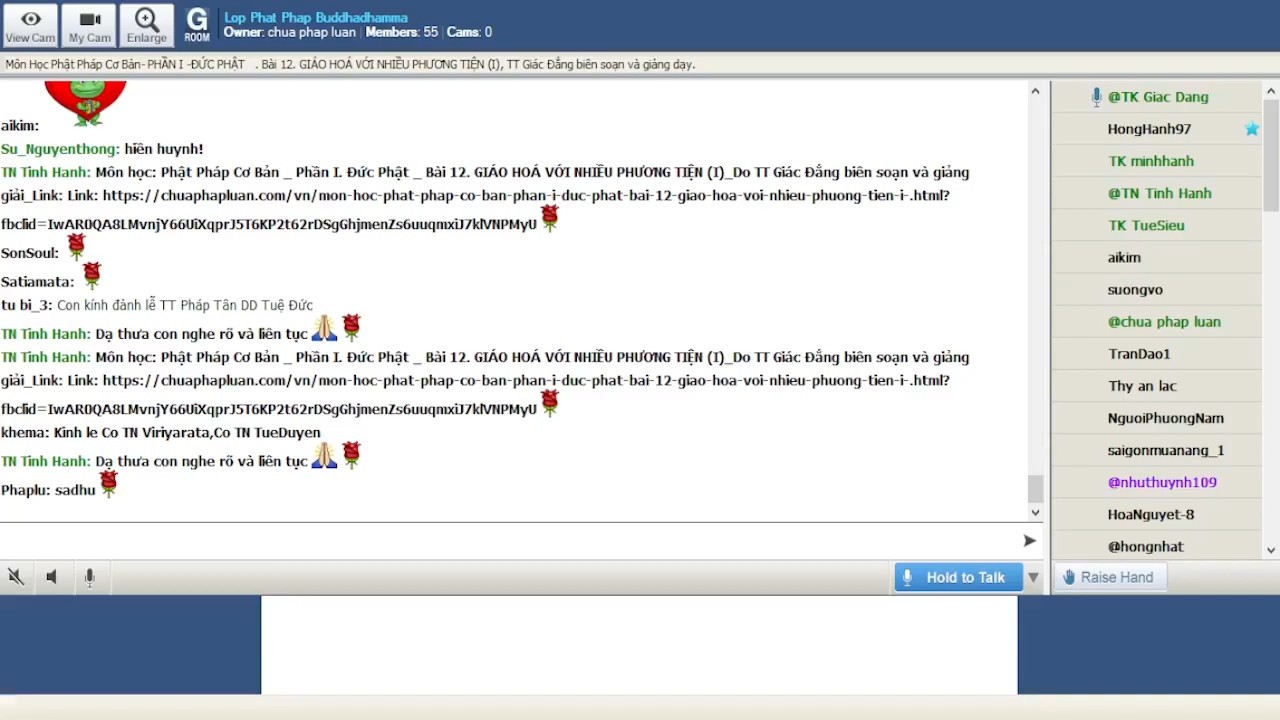 View Cam
My Cam
Enlarge
G
ROOM
Lop Phat Phap Buddhadhamma
Owner: chua phap luan | Members: 55 | Cams: 0
Môn Học Phật Pháp Cơ Bản- PHẦN I -ĐỨC PHẬT . Bài 12. GIÁO HOÁ VỚI NHIỀU PHƯƠNG TIỆN (I), TT Giác Đẳng biên soạn và giảng dạy.
aikim:
Su_Nguyenthong: hiền huynh!
TN Tinh Hanh: Môn học: Phật Pháp Cơ Bản _ Phần I. Đức Phật _ Bài 12. GIÁO HOÁ VỚI NHIỀU PHƯƠNG TIỆN (I)_Do TT Giác Đẳng biên soạn và giảng
giải_Link: Link: https://chuaphapluan.com/vn/mon-hoc-phat-phap-co-ban-phan-i-duc-phat-bai-12-giao-hoa-voi-nhieu-phuong-tien-i-.html?
fbclid=IwAR0QA8LMvnjY66UiXqprJ5T6KP2t62rDSgGhjmenZs6uuqmxiJ7klVNPMyU
SonSoul:
Satiamata:
tu bi_3: Con kính đảnh lễ TT Pháp Tân DD Tuệ Đức
TN Tinh Hanh: Dạ thưa con nghe rõ và liên tục
TN Tinh Hanh: Môn học: Phật Pháp Cơ Bản _ Phần I. Đức Phật _ Bài 12. GIÁO HOÁ VỚI NHIỀU PHƯƠNG TIỆN (I)_Do TT Giác Đẳng biên soạn và giảng
giải_Link: Link: https://chuaphapluan.com/vn/mon-hoc-phat-phap-co-ban-phan-i-duc-phat-bai-12-giao-hoa-voi-nhieu-phuong-tien-i-.html?
fbclid=IwAR0QA8LMvnjY66UiXqprJ5T6KP2t62rDSgGhjmenZs6uuqmxiJ7klVNPMyU
khema: Kinh le Co TN Viriyarata,Co TN TueDuyen
TN Tinh Hanh: Dạ thưa con nghe rõ và liên tục
Phaplu: sadhu
@TK Giac Dang
HongHanh97
TK minhhanh
@TN Tinh Hanh
TK TueSieu
aikim
suongvo
@chua phap luan
TranDao1
Thy an lac
NguoiPhuongNam
saigonmuanang_1
@nhuthuynh109
HoaNguyet-8
@hongnhat
Hold to Talk
Raise Hand